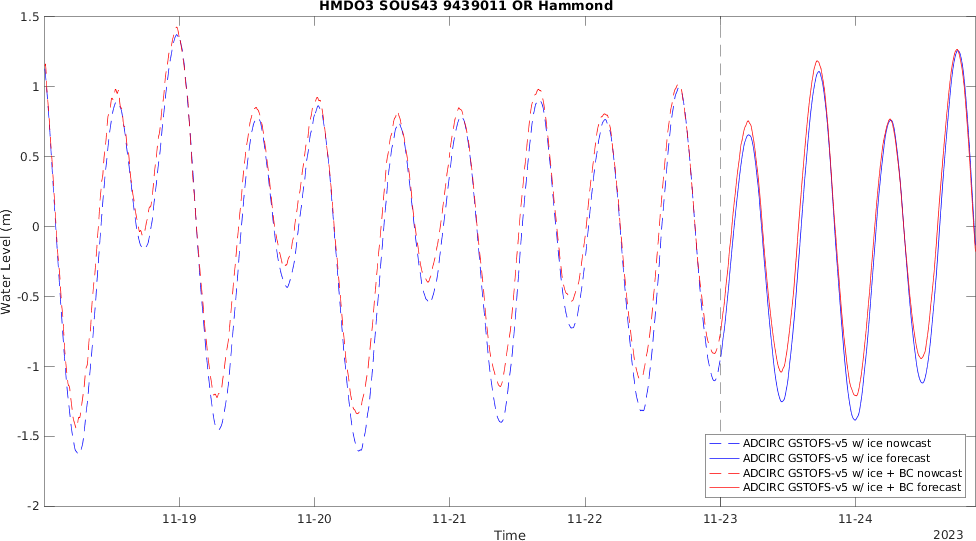 HMDO3 SOUS43 9439011 OR Hammond
1.5
1
0.5
0
-0.5
-1
-1.5
-2
Water Level (m)
11-19
11-20
11-21
11-22
11-23
11-24
Time
2023
ADCIRC GSTOFS-v5 w/ ice nowcast
ADCIRC GSTOFS-v5 w/ ice forecast
ADCIRC GSTOFS-v5 w/ ice + BC nowcast
ADCIRC GSTOFS-v5 w/ ice + BC forecast